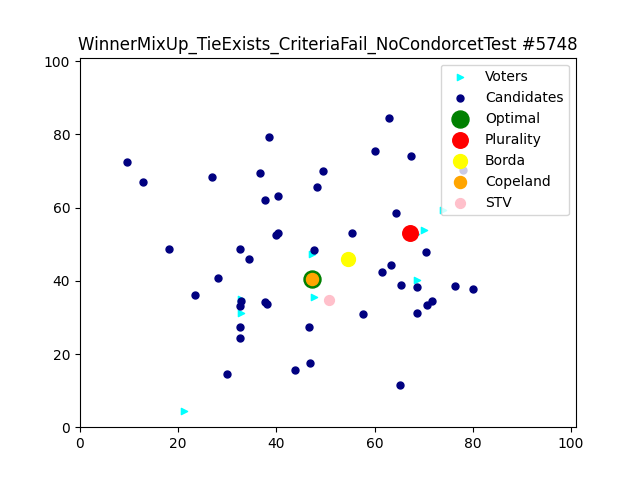 WinnerMixUp_TieExists_CriteriaFail_NoCondorcetTest #5748
100
80
60
40
20
0
0 20 40 60 80 100
Voters
Candidates
Optimal
Plurality
Borda
Copeland
STV